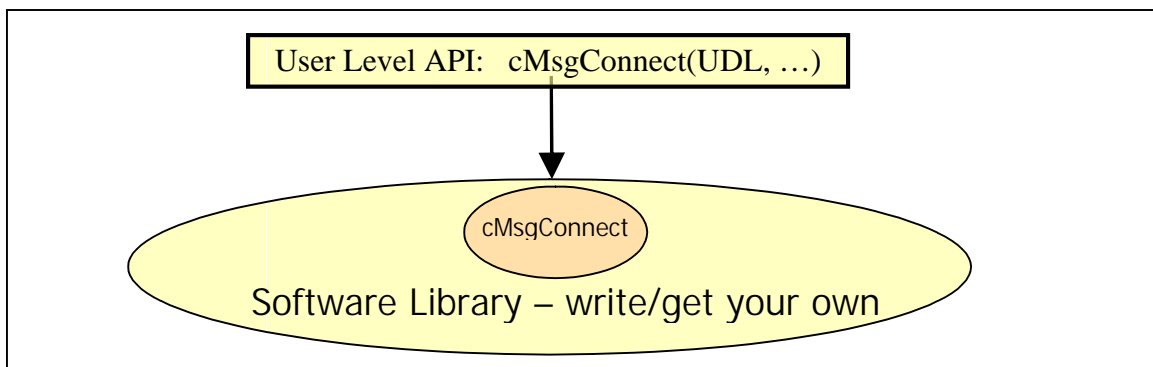 User Level API: cMsgConnect(UDL, …)
cMsgConnect
Software Library – write/get your own